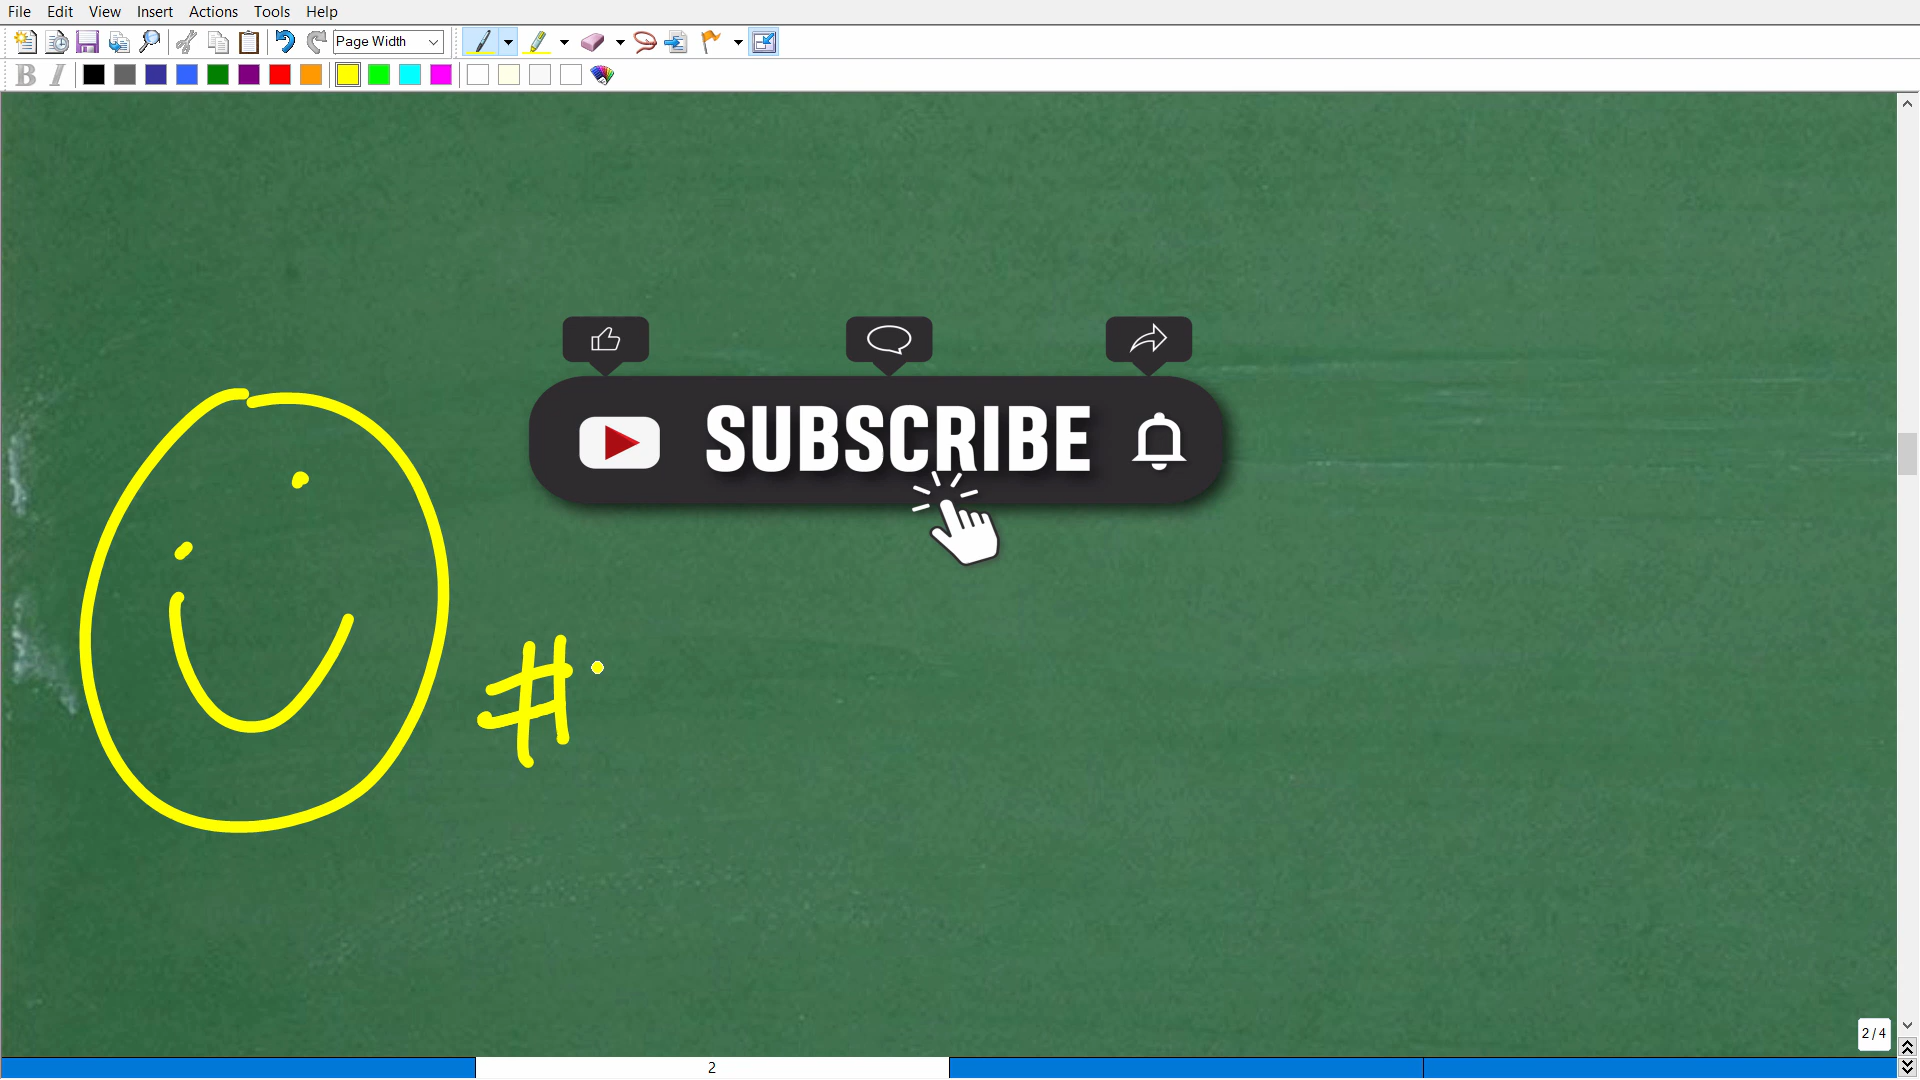 File Edit View Insert Actions Tools Help
Page Width
B I
SUBSCRIBE
#
2 / 4
2